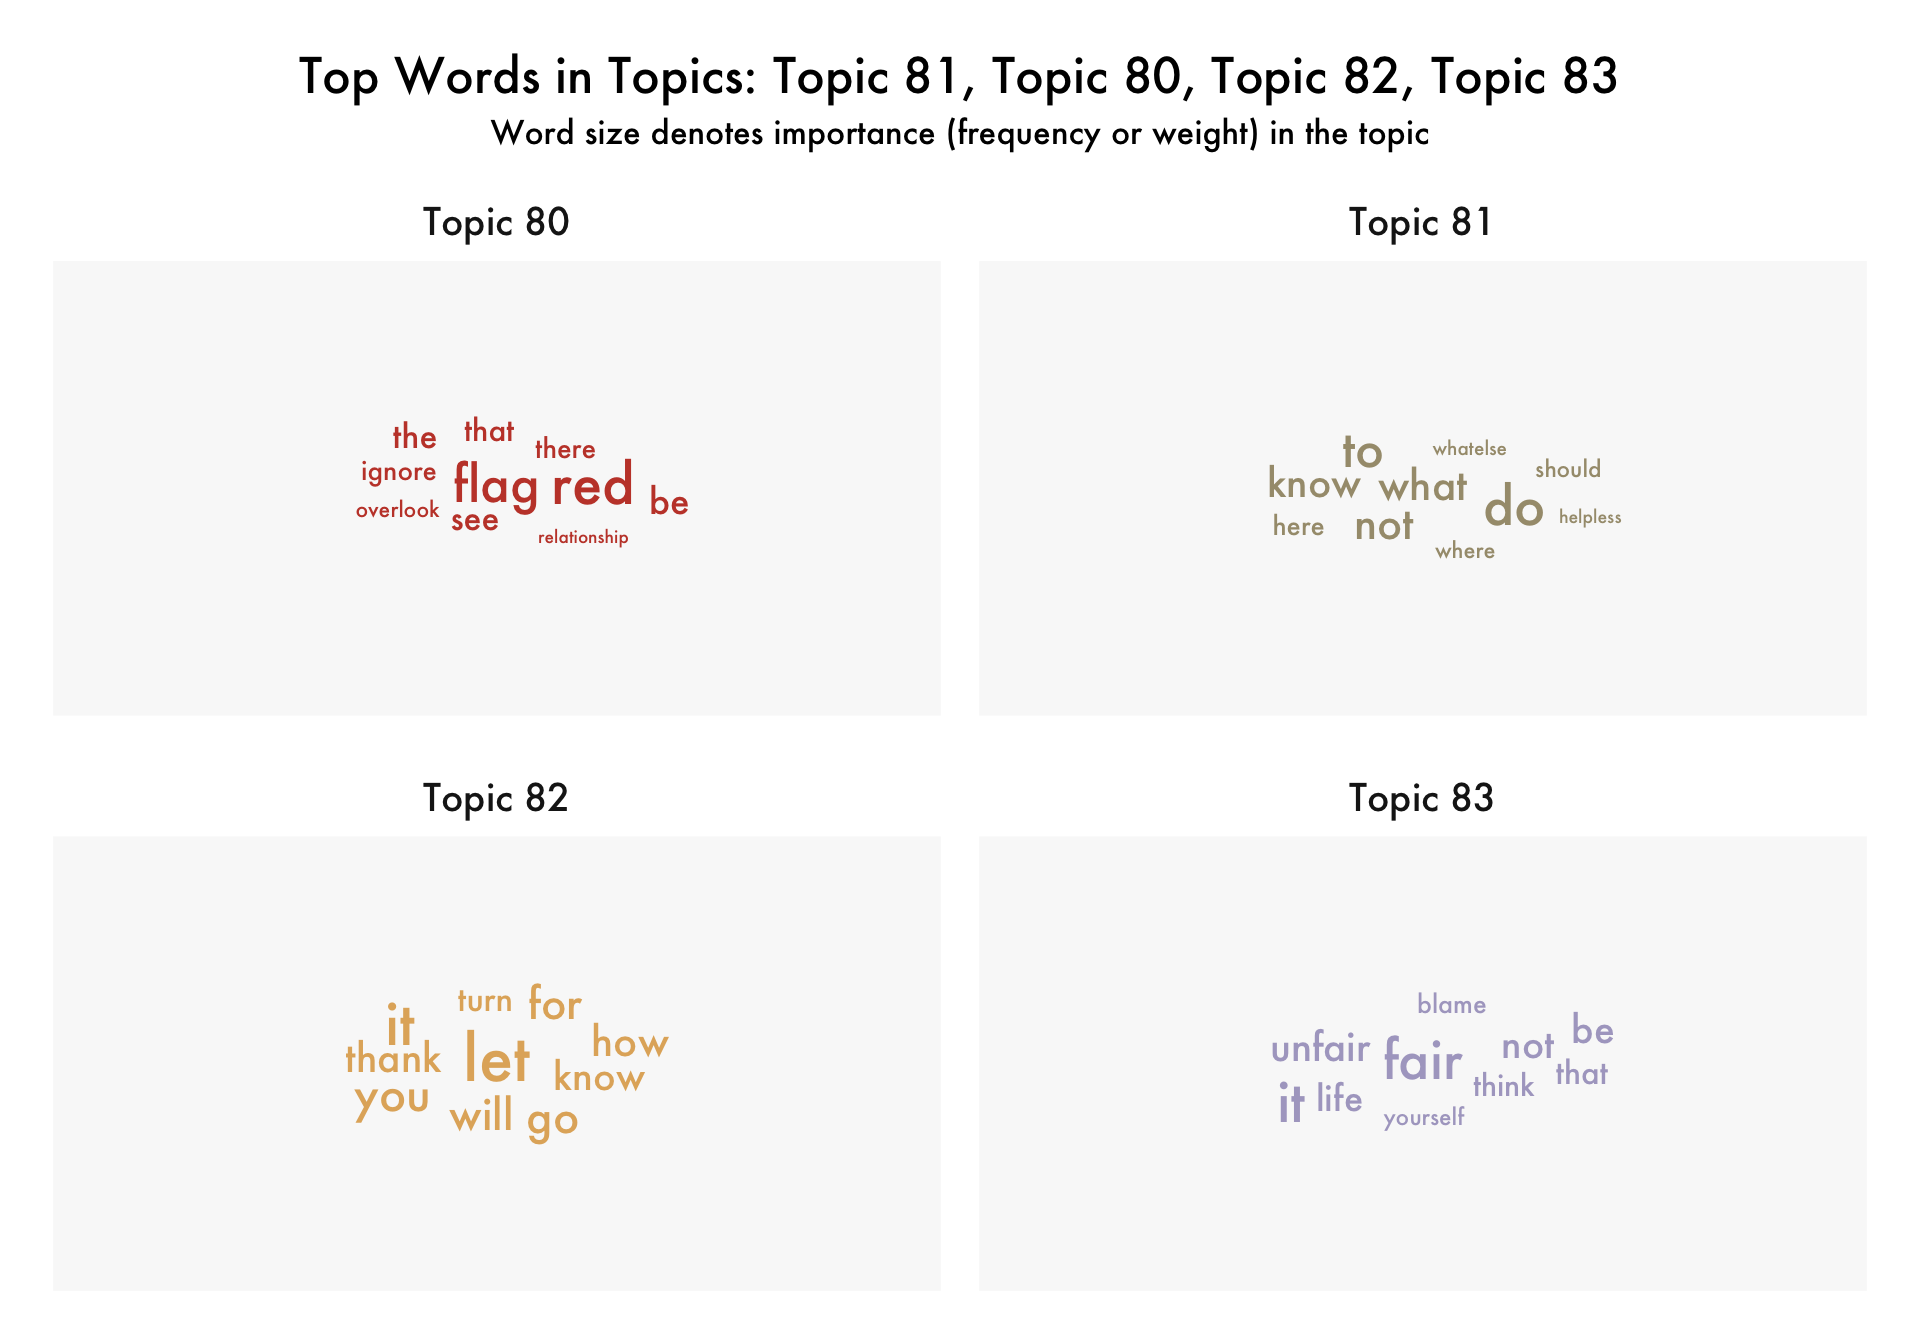 Top Words in Topics: Topic 81, Topic 80, Topic 82, Topic 83
Word size denotes importance (frequency or weight) in the topic
Topic 80
the that there
ignore flag red be
overlook see
relationship
Topic 81
to whatelse should
know what do
here not helpless
where
Topic 82
it turn for
thank let how
know
you will go
Topic 83
blame
unfair fair not be
it life think that
yourself